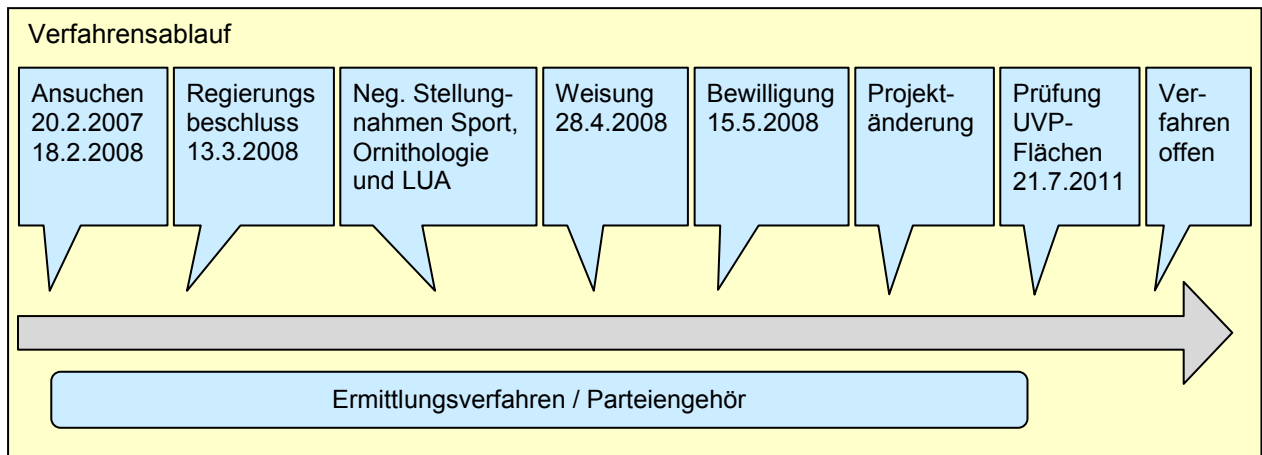 Verfahrensablauf
Ansuchen
20.2.2007
18.2.2008
Regierungs
beschluss
13.3.2008
Neg. Stellung-
nahmen Sport,
Ornithologie
und LUA
Weisung
28.4.2008
Bewilligung
15.5.2008
Projekt-
änderung
Prüfung
UVP-
Flächen
21.7.2011
Ver-
fahren
offen
Ermittlungsverfahren / Parteiengehör